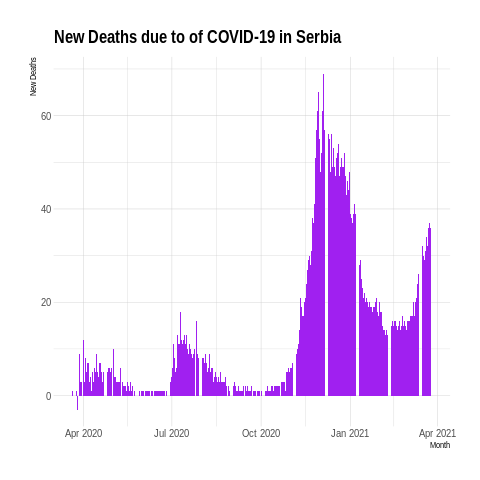 New Deaths due to of COVID-19 in Serbia
New Deaths
60
40
20
0
Apr 2020 Jul 2020 Oct 2020 Jan 2021 Apr 2021
Month